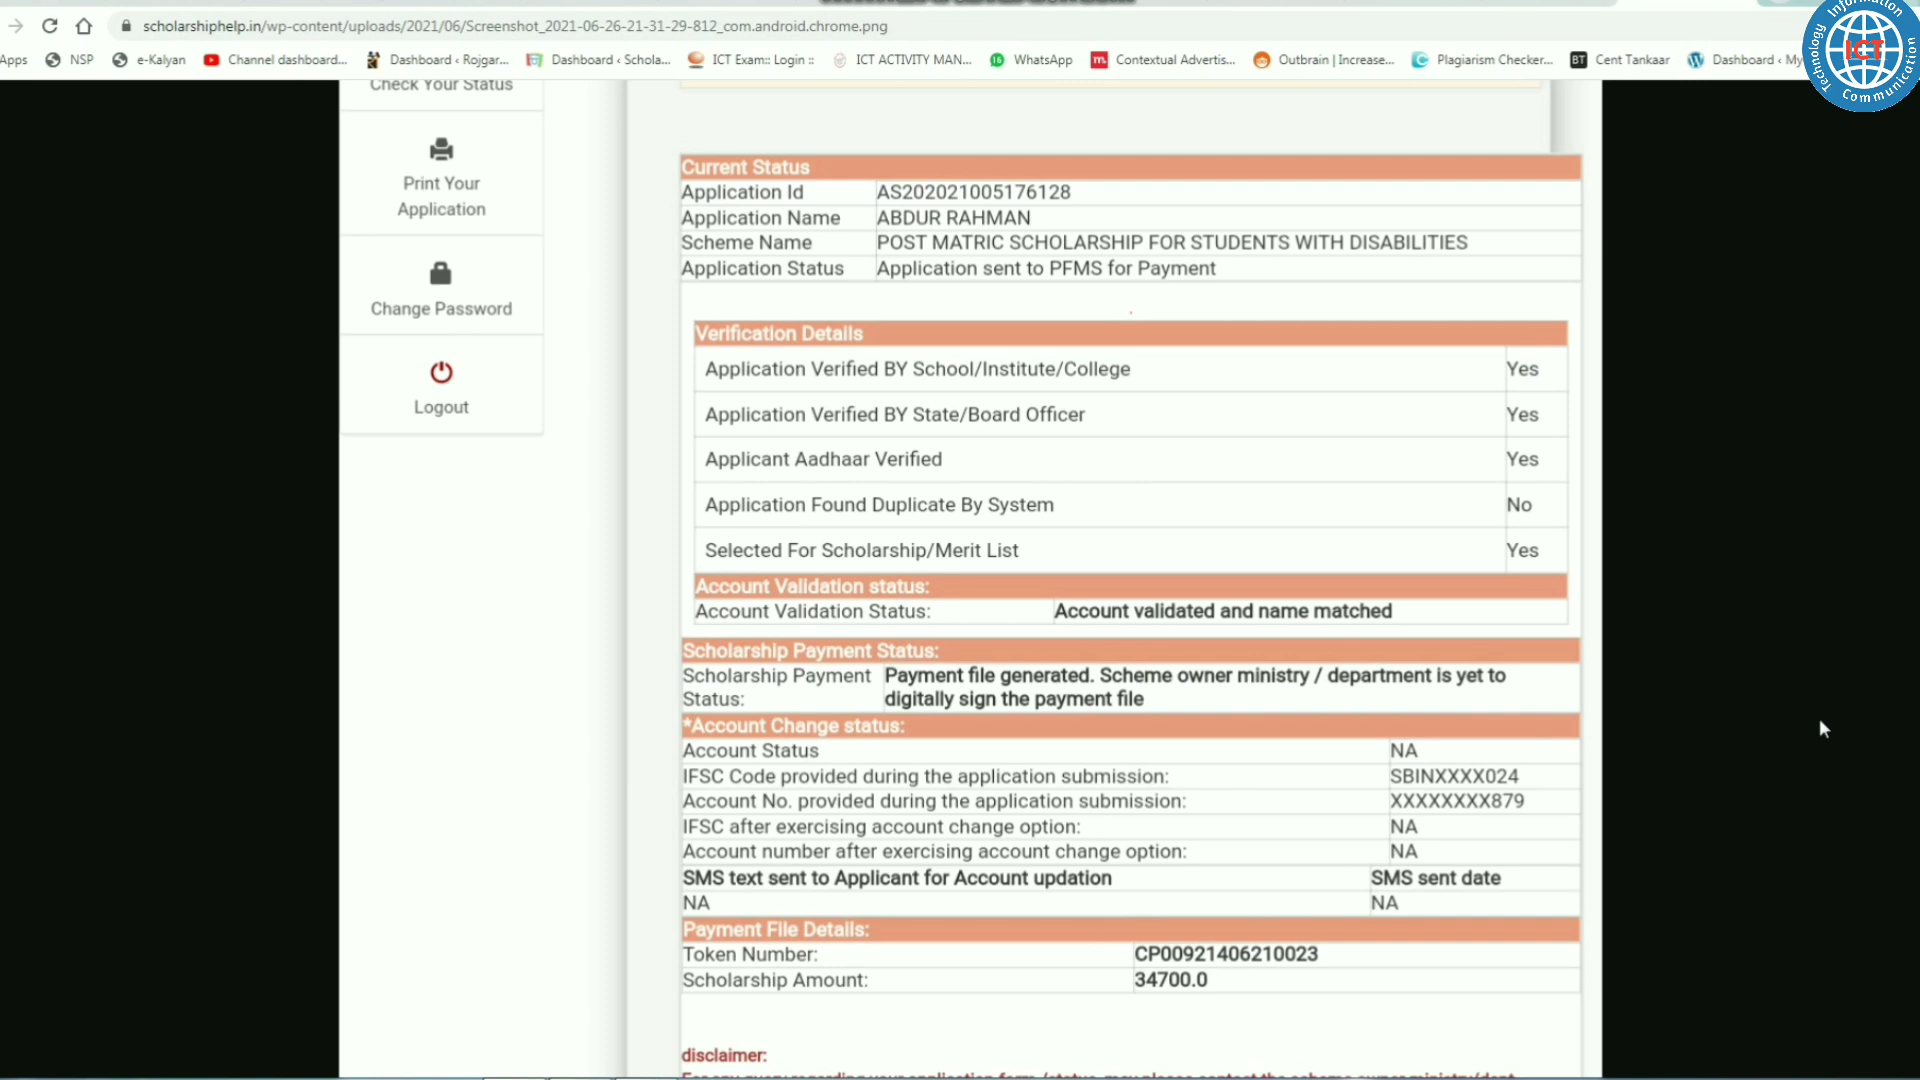 scholarshiphelp.in/wp-content/uploads/2021/06/Screenshot_2021-06-26-21-31-29-812_com.android.chrome.png
Apps NSP e-Kalyan Channel dashboard... Dashboard ‹ Rojgar... Dashboard ‹ Schola... ICT Exam:: Login :: ICT ACTIVITY MAN... WhatsApp Contextual Advertis... Outbrain | Increase... Plagiarism Checker... BT Cent Tankaar Dashboard ‹ My
Information
ICT
Technology
Communication
Check Your Status
Print Your
Application
Change Password
Logout
Current Status
Application Id AS202021005176128
Application Name ABDUR RAHMAN
Scheme Name POST MATRIC SCHOLARSHIP FOR STUDENTS WITH DISABILITIES
Application Status Application sent to PFMS for Payment
Verification Details
Application Verified BY School/Institute/College Yes
Application Verified BY State/Board Officer Yes
Applicant Aadhaar Verified Yes
Application Found Duplicate By System No
Selected For Scholarship/Merit List Yes
Account Validation status:
Account Validation Status: Account validated and name matched
Scholarship Payment Status:
Scholarship Payment Status: Payment file generated. Scheme owner ministry / department is yet to
digitally sign the payment file
*Account Change status:
Account Status NA
IFSC Code provided during the application submission: SBINXXXX024
Account No. provided during the application submission: XXXXXXXX879
IFSC after exercising account change option: NA
Account number after exercising account change option: NA
SMS text sent to Applicant for Account updation SMS sent date
NA NA
Payment File Details:
Token Number: CP00921406210023
Scholarship Amount: 34700.0
disclaimer: